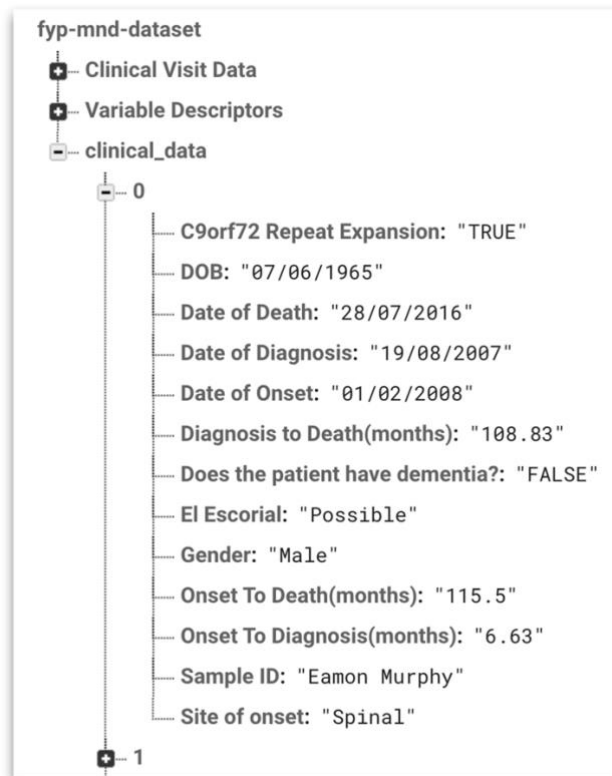 fyp-mnd-dataset
Clinical Visit Data
Variable Descriptors
clinical_data
0
C9orf72 Repeat Expansion: "TRUE"
DOB: "07/06/1965"
Date of Death: "28/07/2016"
Date of Diagnosis: "19/08/2007"
Date of Onset: "01/02/2008"
Diagnosis to Death(months): "108.83"
Does the patient have dementia?: "FALSE"
El Escorial: "Possible"
Gender: "Male"
Onset To Death(months): "115.5"
Onset To Diagnosis(months): "6.63"
Sample ID: "Eamon Murphy"
Site of onset: "Spinal"
1